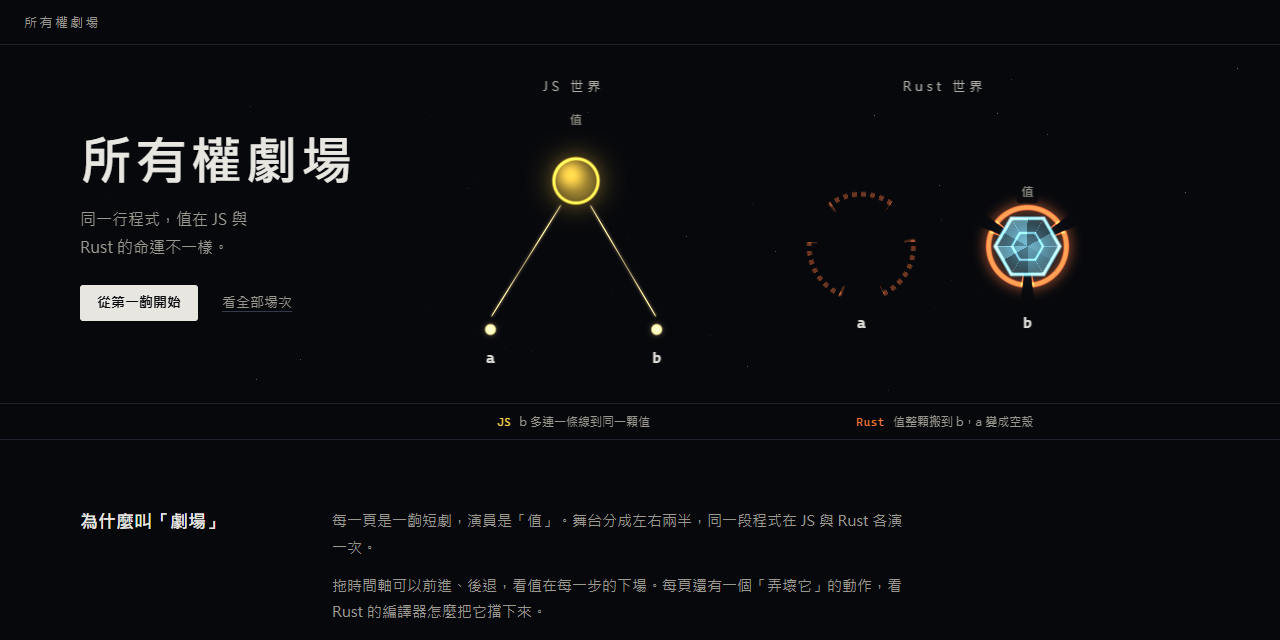 所有權劇場
JS 世界
Rust 世界
值
所有權劇場
值
同一行程式，值在 JS 與
Rust 的命運不一樣。
從第一齣開始
看全部場次
a
b
a
b
JS b 多連一條線到同一顆值
Rust 值整顆搬到 b，a 變成空殼
為什麼叫「劇場」
每一頁是一齣短劇，演員是「值」。舞台分成左右兩半，同一段程式在 JS 與 Rust 各演
一次。
拖時間軸可以前進、後退，看值在每一步的下場。每頁還有一個「弄壞它」的動作，看
Rust 的編譯器怎麼把它擋下來。